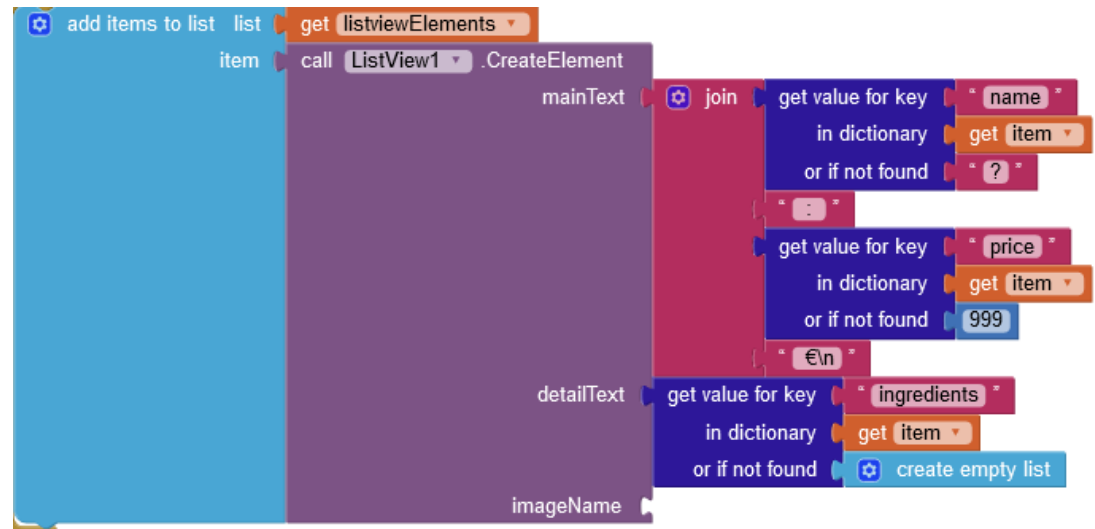 add items to list list get listviewElements
item call ListView1 .CreateElement
mainText join get value for key “ name ”
in dictionary get item
or if not found “ ? ”
“ : ”
get value for key “ price ”
in dictionary get item
or if not found 999
“ €\n ”
detailText get value for key “ ingredients ”
in dictionary get item
or if not found create empty list
imageName